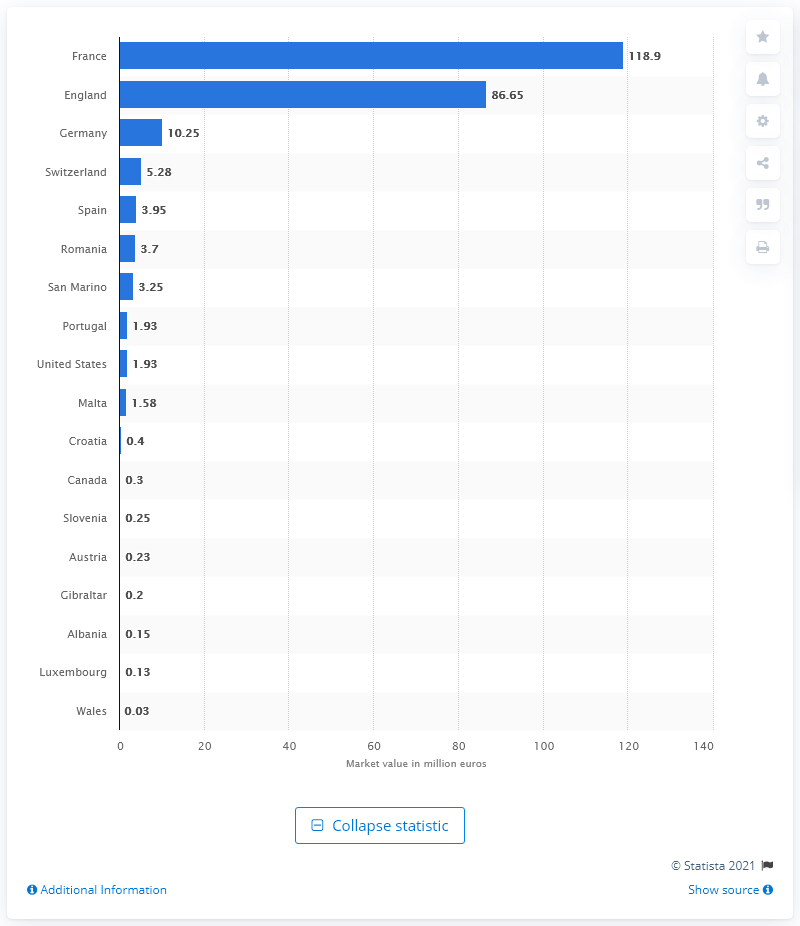 France 118.9
England 86.65
Germany 10.25
Switzerland 5.28
Spain 3.95
Romania 3.7
San Marino 3.25
Portugal 1.93
United States 1.93
Malta 1.58
Croatia 0.4
Canada 0.3
Slovenia 0.25
Austria 0.23
Gibraltar 0.2
Albania 0.15
Luxembourg 0.13
Wales 0.03
0 20 40 60 80 100 120 140
Market value in million euros
Collapse statistic
© Statista 2021
Additional Information Show source